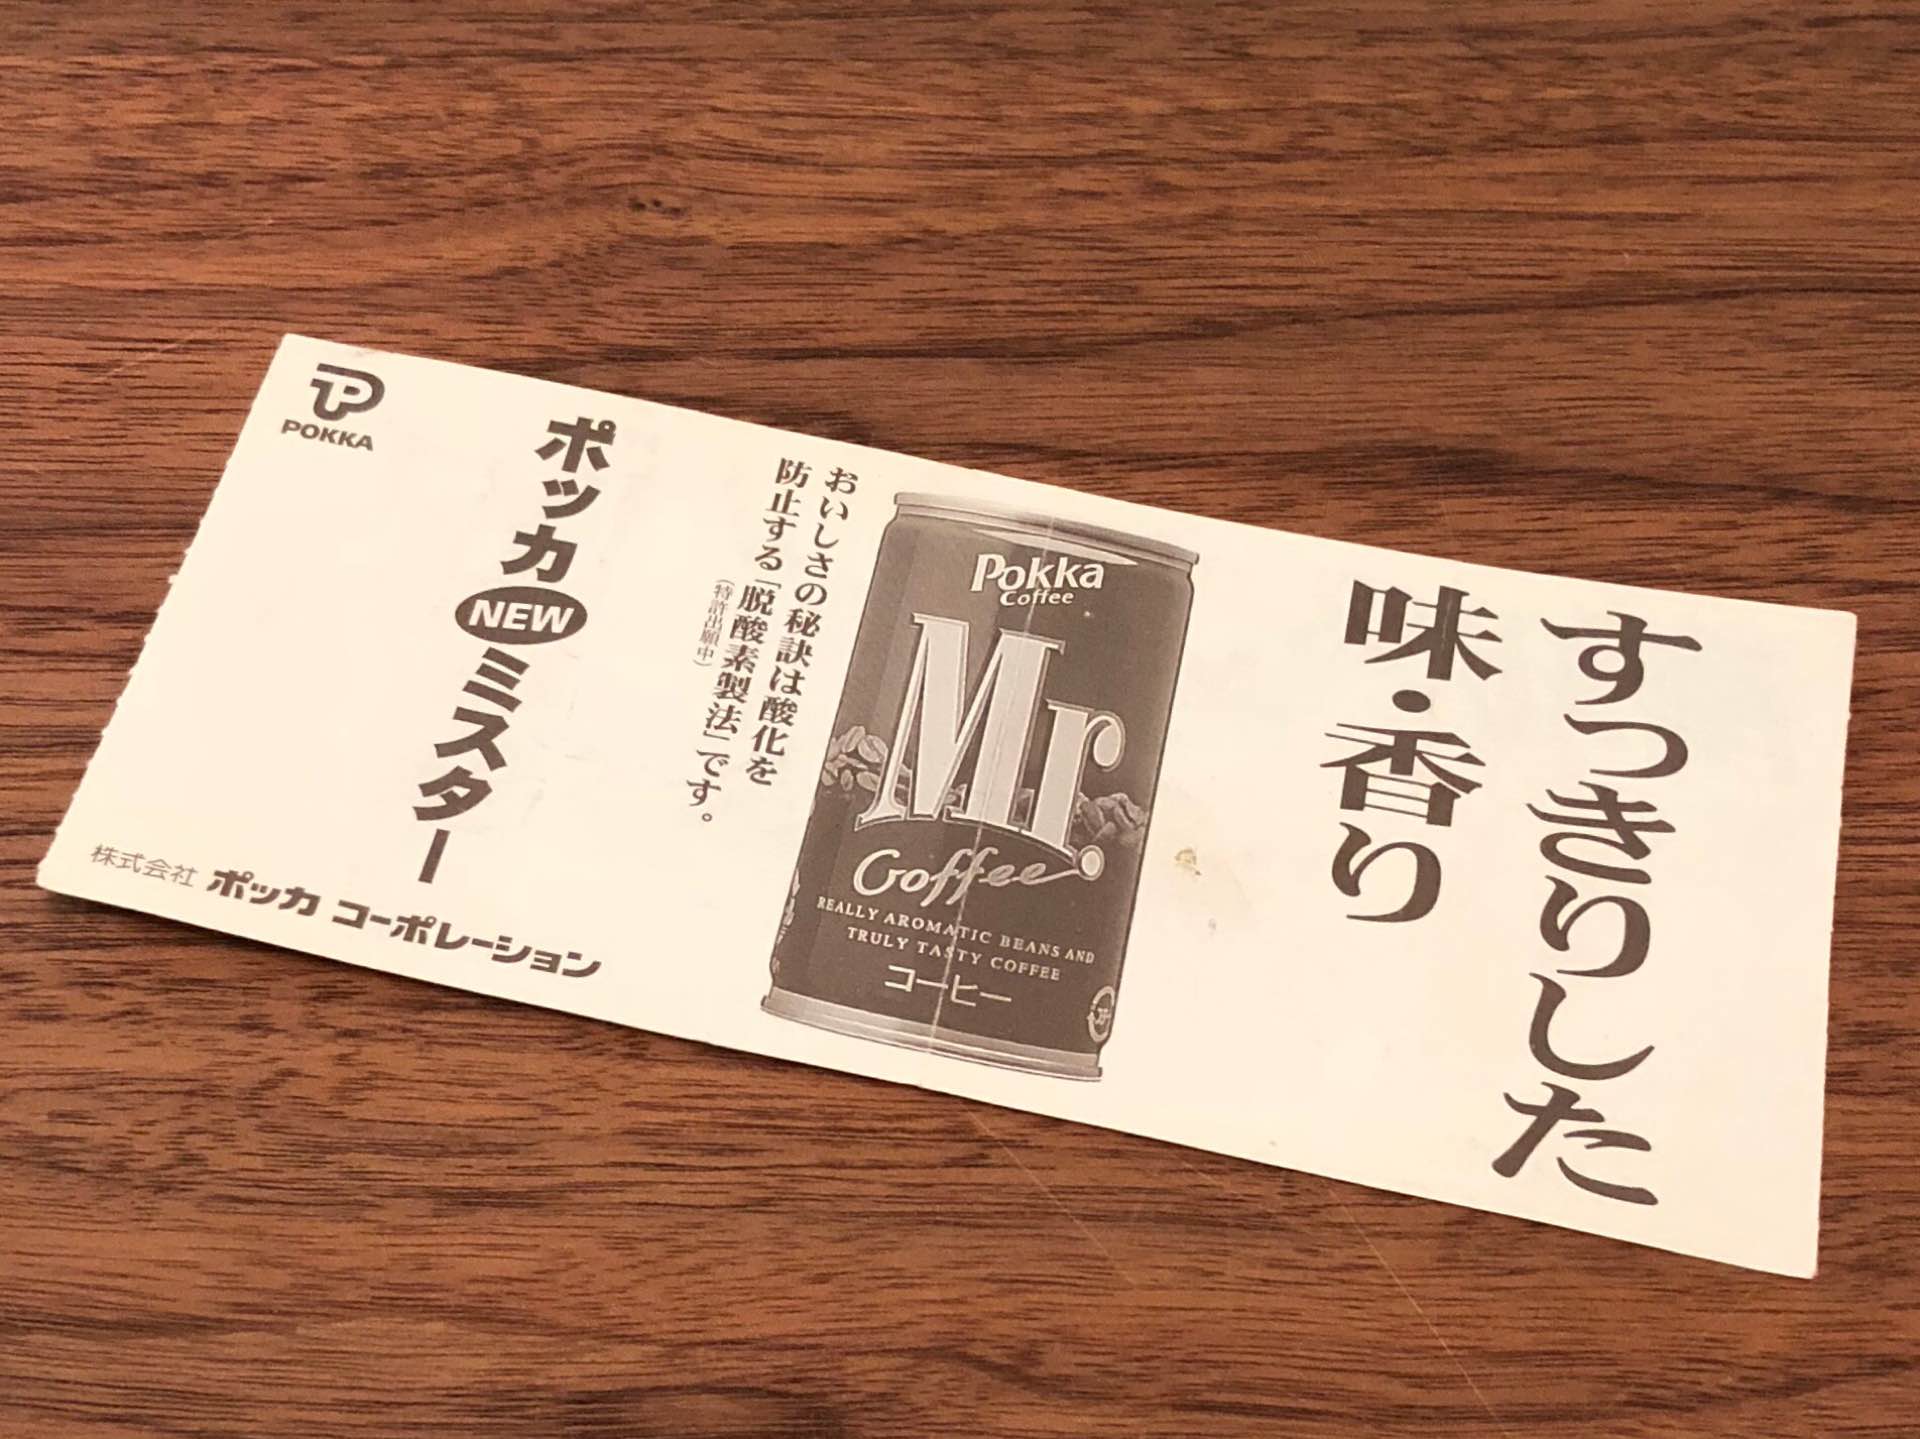 すっきりした
味・香り
Pokka
Coffee
Mr.
Coffee
REALLY AROMATIC BEANS AND
TRULY TASTY COFFEE
コーヒー
おいしさの秘訣は酸化を
防止する「脱酸素製法」です。
(特許出願中)
ポッカNEWミスター
POKKA
株式会社 ポッカ コーポレーション